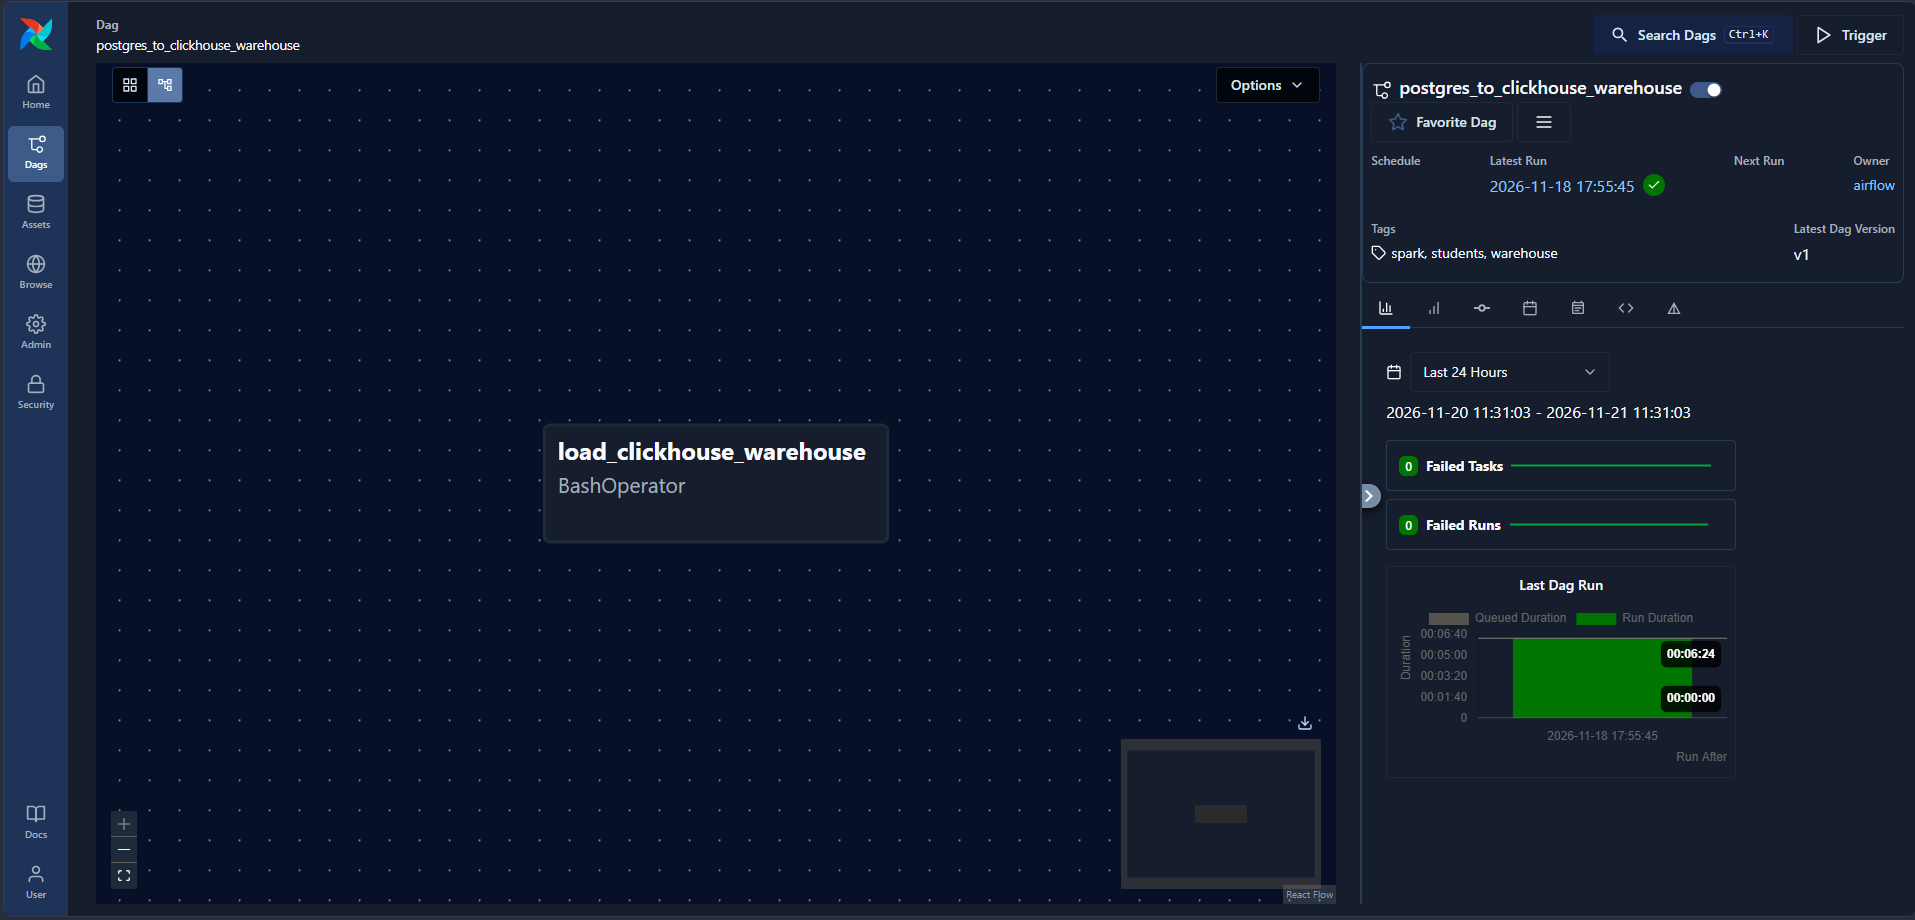 Dag
postgres_to_clickhouse_warehouse
Search Dags Ctrl+K
Trigger
Home
Dags
Assets
Browse
Admin
Security
Docs
User
Options
load_clickhouse_warehouse
BashOperator
React Flow
postgres_to_clickhouse_warehouse
Favorite Dag
Schedule
Latest Run
Next Run
Owner
2026-11-18 17:55:45
airflow
Tags
Latest Dag Version
spark, students, warehouse
v1
Last 24 Hours
2026-11-20 11:31:03 - 2026-11-21 11:31:03
0 Failed Tasks
0 Failed Runs
Last Dag Run
Queued Duration
Run Duration
Duration
00:06:40
00:05:00
00:03:20
00:01:40
0
00:06:24
00:00:00
2026-11-18 17:55:45
Run After